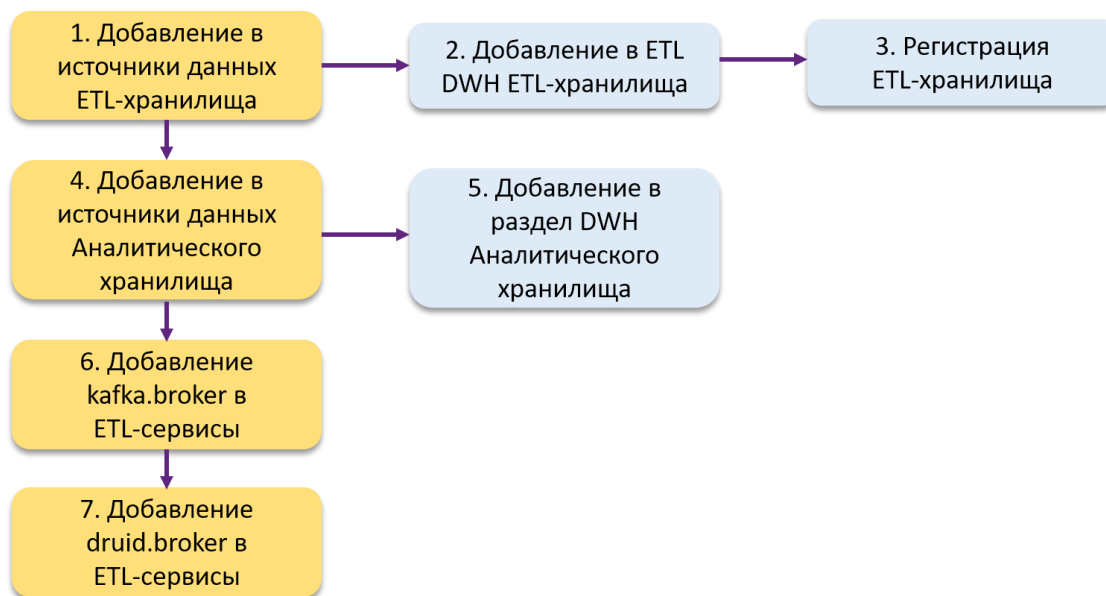 1. Добавление в
источники данных
ETL-хранилища
2. Добавление в ETL
DWH ETL-хранилища
3. Регистрация
ETL-хранилища
4. Добавление в
источники данных
Аналитического
хранилища
5. Добавление в
раздел DWH
Аналитического
хранилища
6. Добавление
kafka.broker в
ETL-сервисы
7. Добавление
druid.broker в
ETL-сервисы